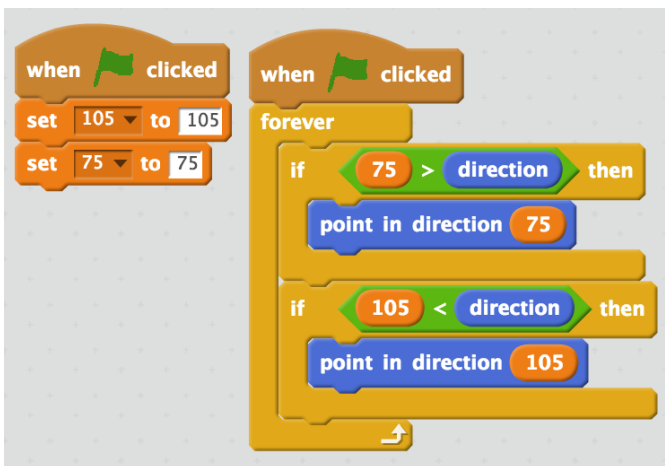 when clicked
set 105 to 105
set 75 to 75
when clicked
forever
if 75 > direction then
point in direction 75
if 105 < direction then
point in direction 105